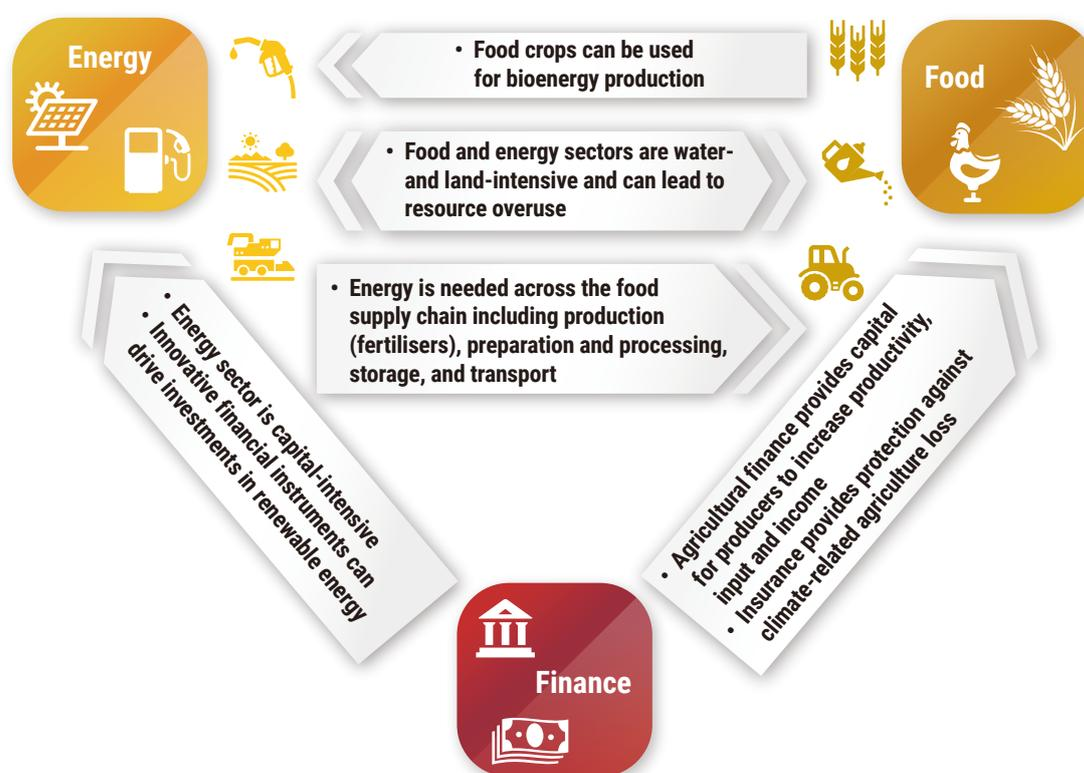 Energy
Food
• Food crops can be used
for bioenergy production
• Food and energy sectors are water-
and land-intensive and can lead to
resource overuse
• Energy is needed across the food
supply chain including production
(fertilisers), preparation and processing,
storage, and transport
• Energy sector is capital-intensive
• Innovative financial instruments can
drive investments in renewable energy
• Agricultural finance provides capital
for producers to increase productivity,
input and income
• Insurance provides protection against
climate-related agriculture loss
Finance